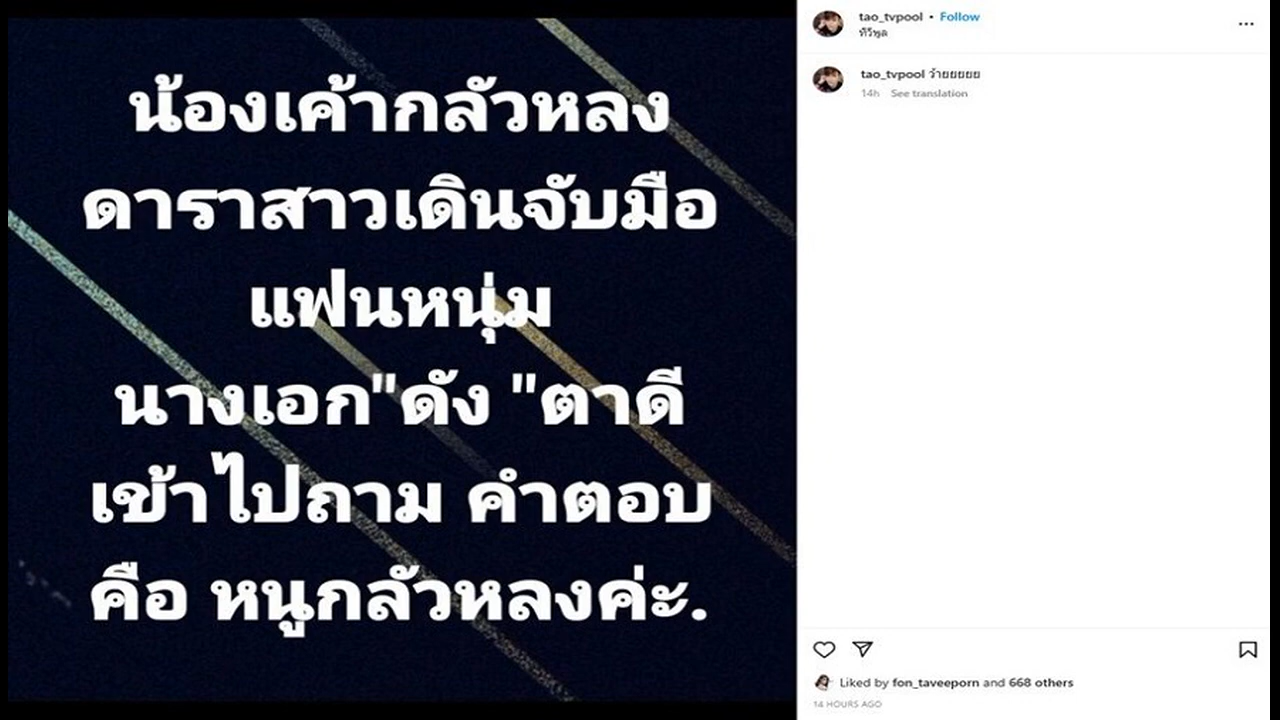 น้องเค้ากลัวหลง
ดาราสาวเดินจับมือ
แฟนหนุ่ม
นางเอก"ดัง "ตาดี
เข้าไปถาม คำตอบ
คือ หนูกลัวหลงค่ะ.
tao_tvpool • Follow
ทีวีพูล
tao_tvpool ว้ายยยยย
14h See translation
Liked by fon_taveeporn and 668 others
14 HOURS AGO